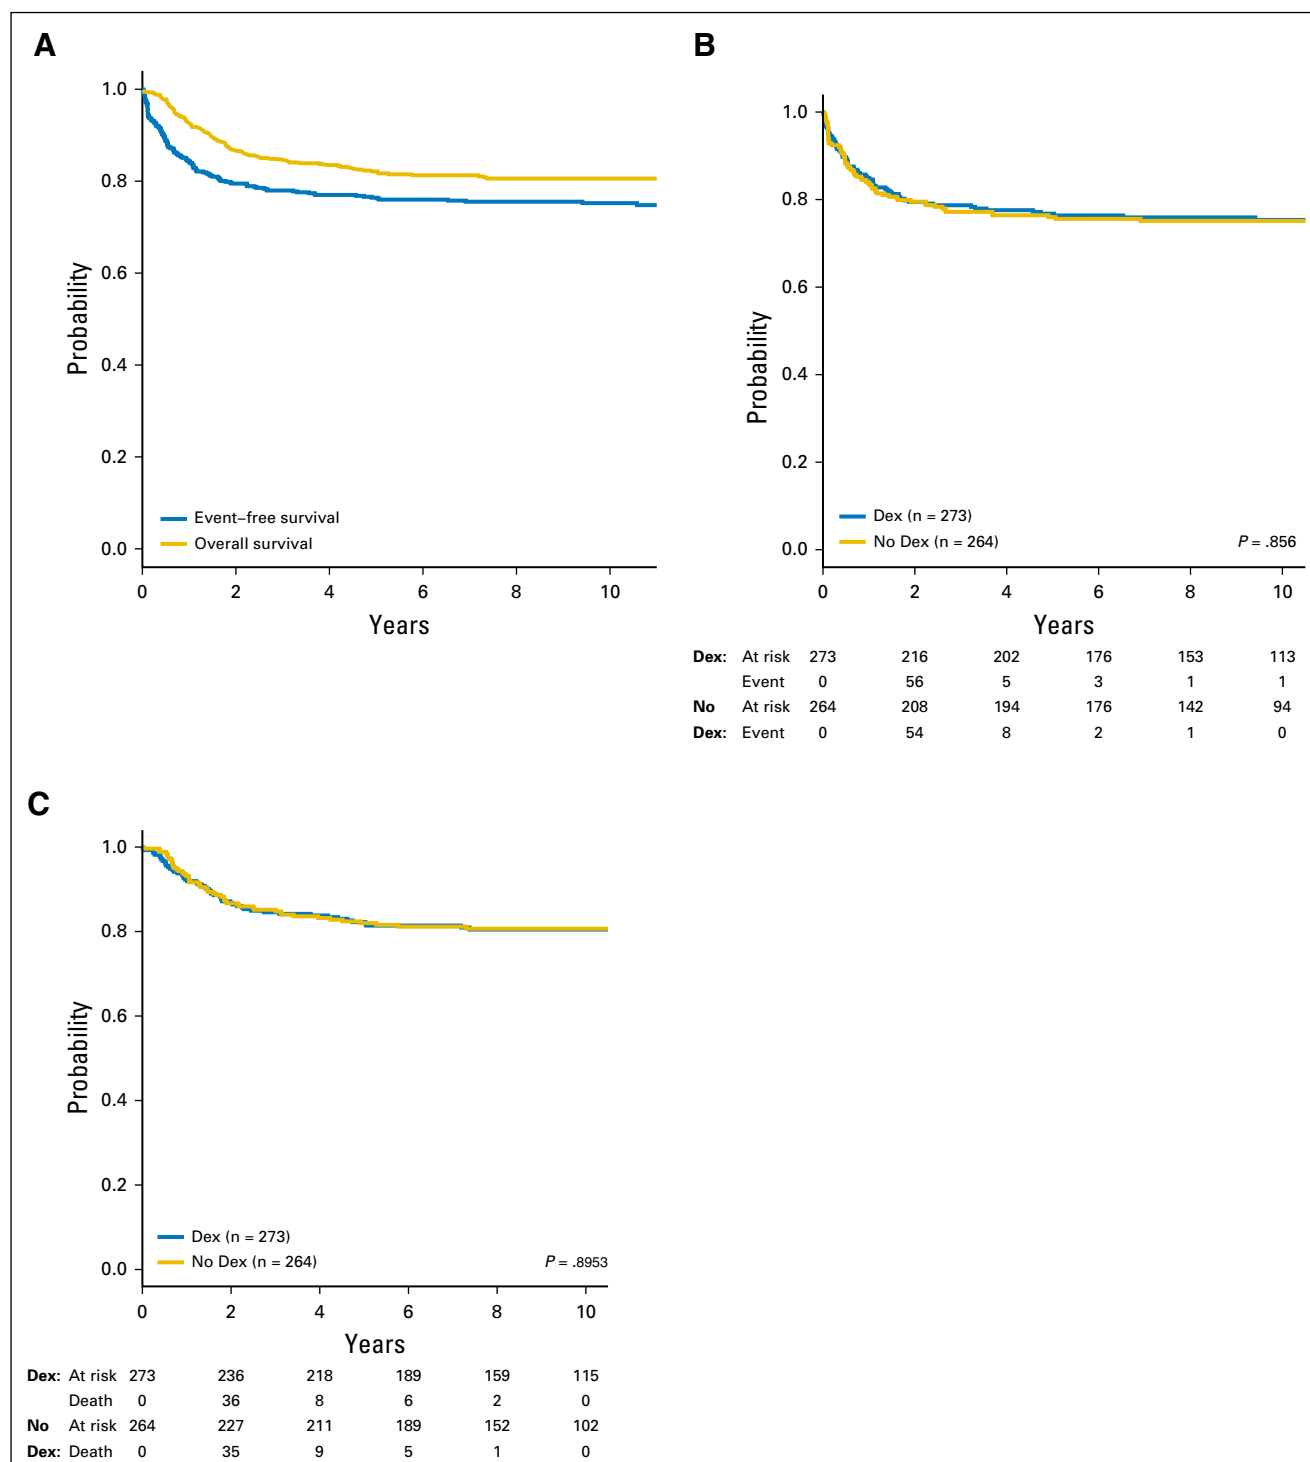 A
1.0
0.8
0.6
0.4
0.2
0.0
Probability
Event–free survival
Overall survival
0 2 4 6 8 10
Years
B
1.0
0.8
0.6
0.4
0.2
0.0
Probability
Dex (n = 273)
No Dex (n = 264)
P = .856
0 2 4 6 8 10
Years
Dex: At risk 273 216 202 176 153 113
Event 0 56 5 3 1 1
No At risk 264 208 194 176 142 94
Dex: Event 0 54 8 2 1 0
C
1.0
0.8
0.6
0.4
0.2
0.0
Probability
Dex (n = 273)
No Dex (n = 264)
P = .8953
0 2 4 6 8 10
Years
Dex: At risk 273 236 218 189 159 115
Death 0 36 8 6 2 0
No At risk 264 227 211 189 152 102
Dex: Death 0 35 9 5 1 0